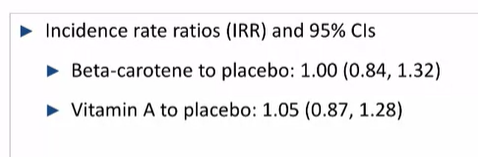 Incidence rate ratios (IRR) and 95% CIs
Beta-carotene to placebo: 1.00 (0.84, 1.32)
Vitamin A to placebo: 1.05 (0.87, 1.28)